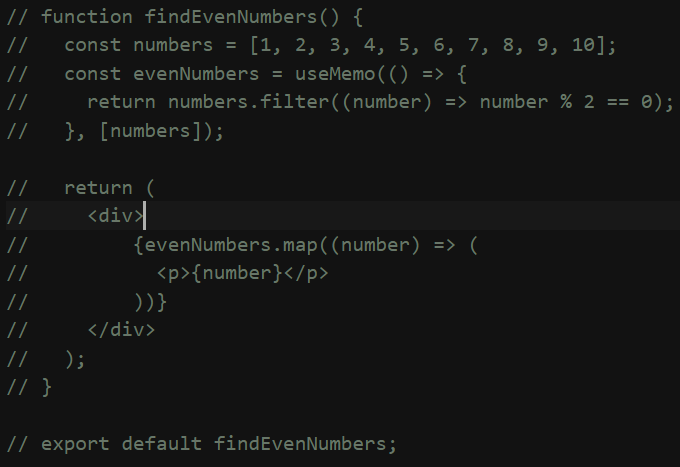 // function findEvenNumbers() {
//   const numbers = [1, 2, 3, 4, 5, 6, 7, 8, 9, 10];
//   const evenNumbers = useMemo(() => {
//     return numbers.filter((number) => number % 2 == 0);
//   }, [numbers]);

//   return (
//     <div>
//         {evenNumbers.map((number) => (
//           <p>{number}</p>
//         ))}
//     </div>
//   );
// }

// export default findEvenNumbers;